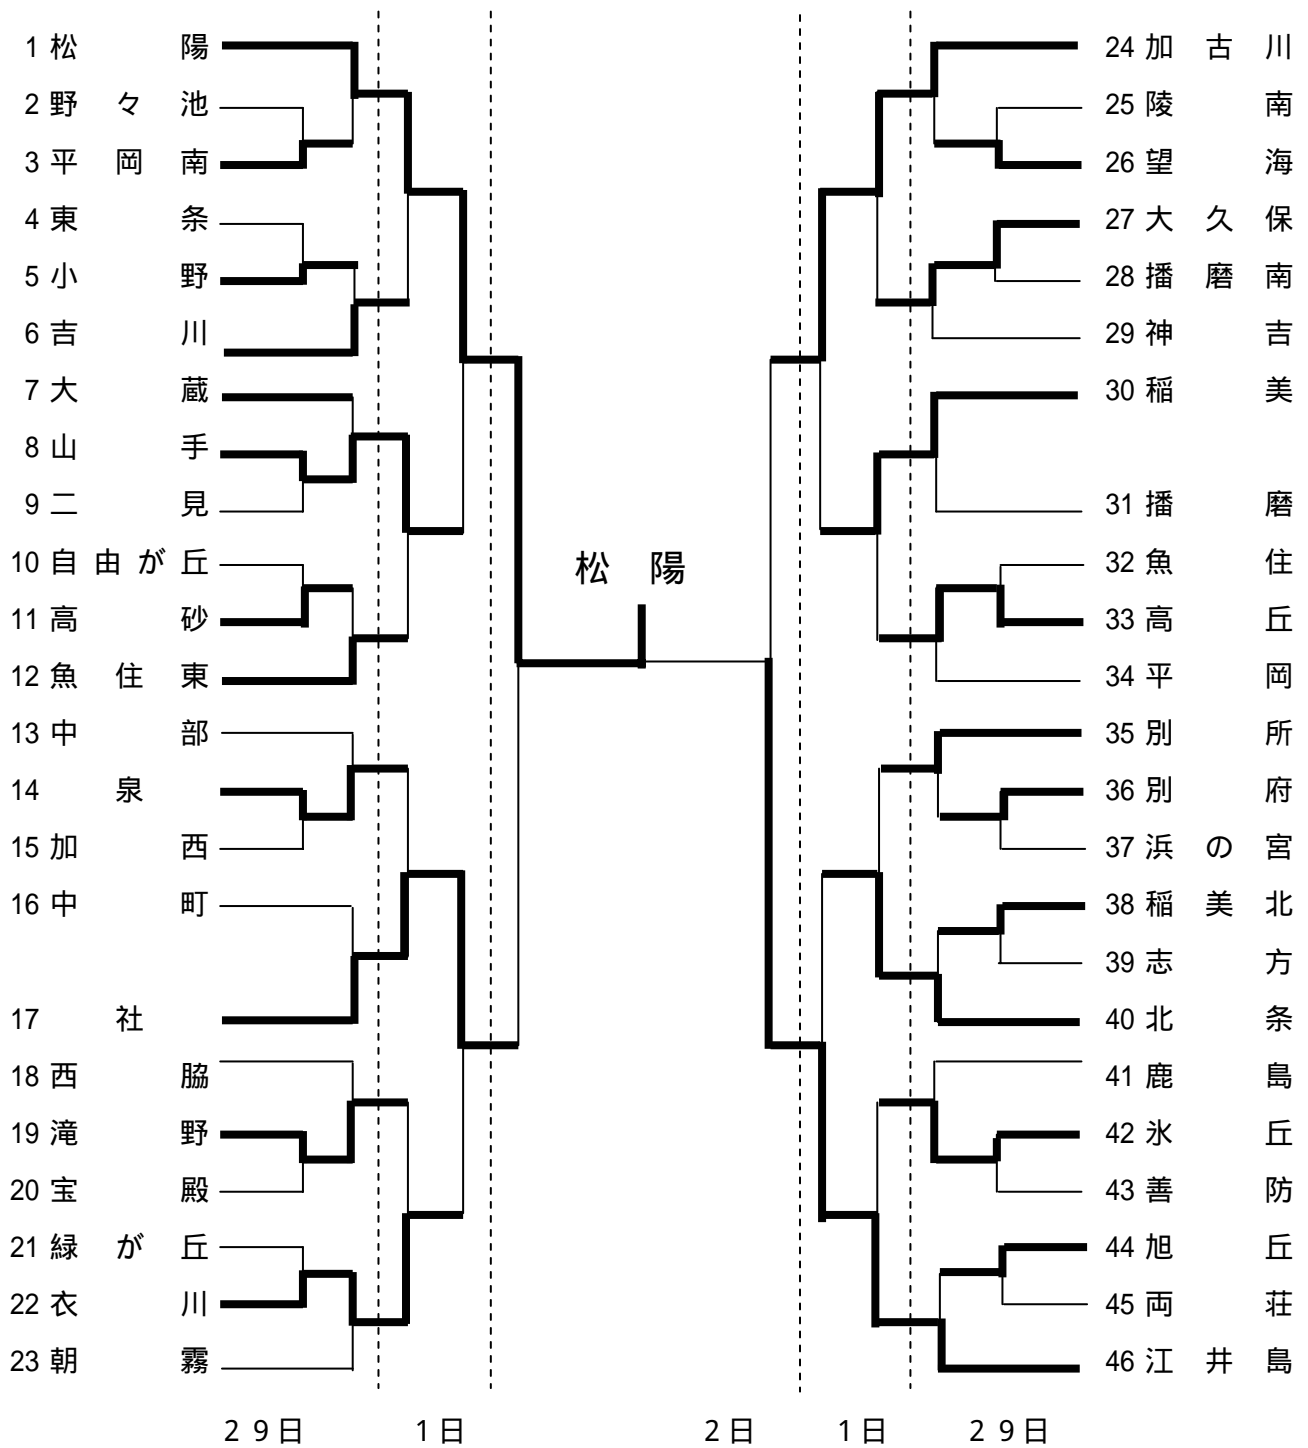 1 松 陽
2 野 々 池
3 平 岡 南
4 東 条
5 小 野
6 吉 川
7 大 蔵
8 山 手
9 二 見
10 自 由 が 丘
11 高 砂
12 魚 住 東
13 中 部
14 泉
15 加 西
16 中 町
17 社
18 西 脇
19 滝 野
20 宝 殿
21 緑 が 丘
22 衣 川
23 朝 霧
松 陽
24 加 古 川
25 陵 南
26 望 海
27 大 久 保
28 播 磨 南
29 神 吉
30 稲 美
31 播 磨
32 魚 住
33 高 丘
34 平 岡
35 別 所
36 別 府
37 浜 の 宮
38 稲 美 北
39 志 方
40 北 条
41 鹿 島
42 氷 丘
43 善 防
44 旭 丘
45 両 荘
46 江 井 島
29日 1日 2日 1日 29日